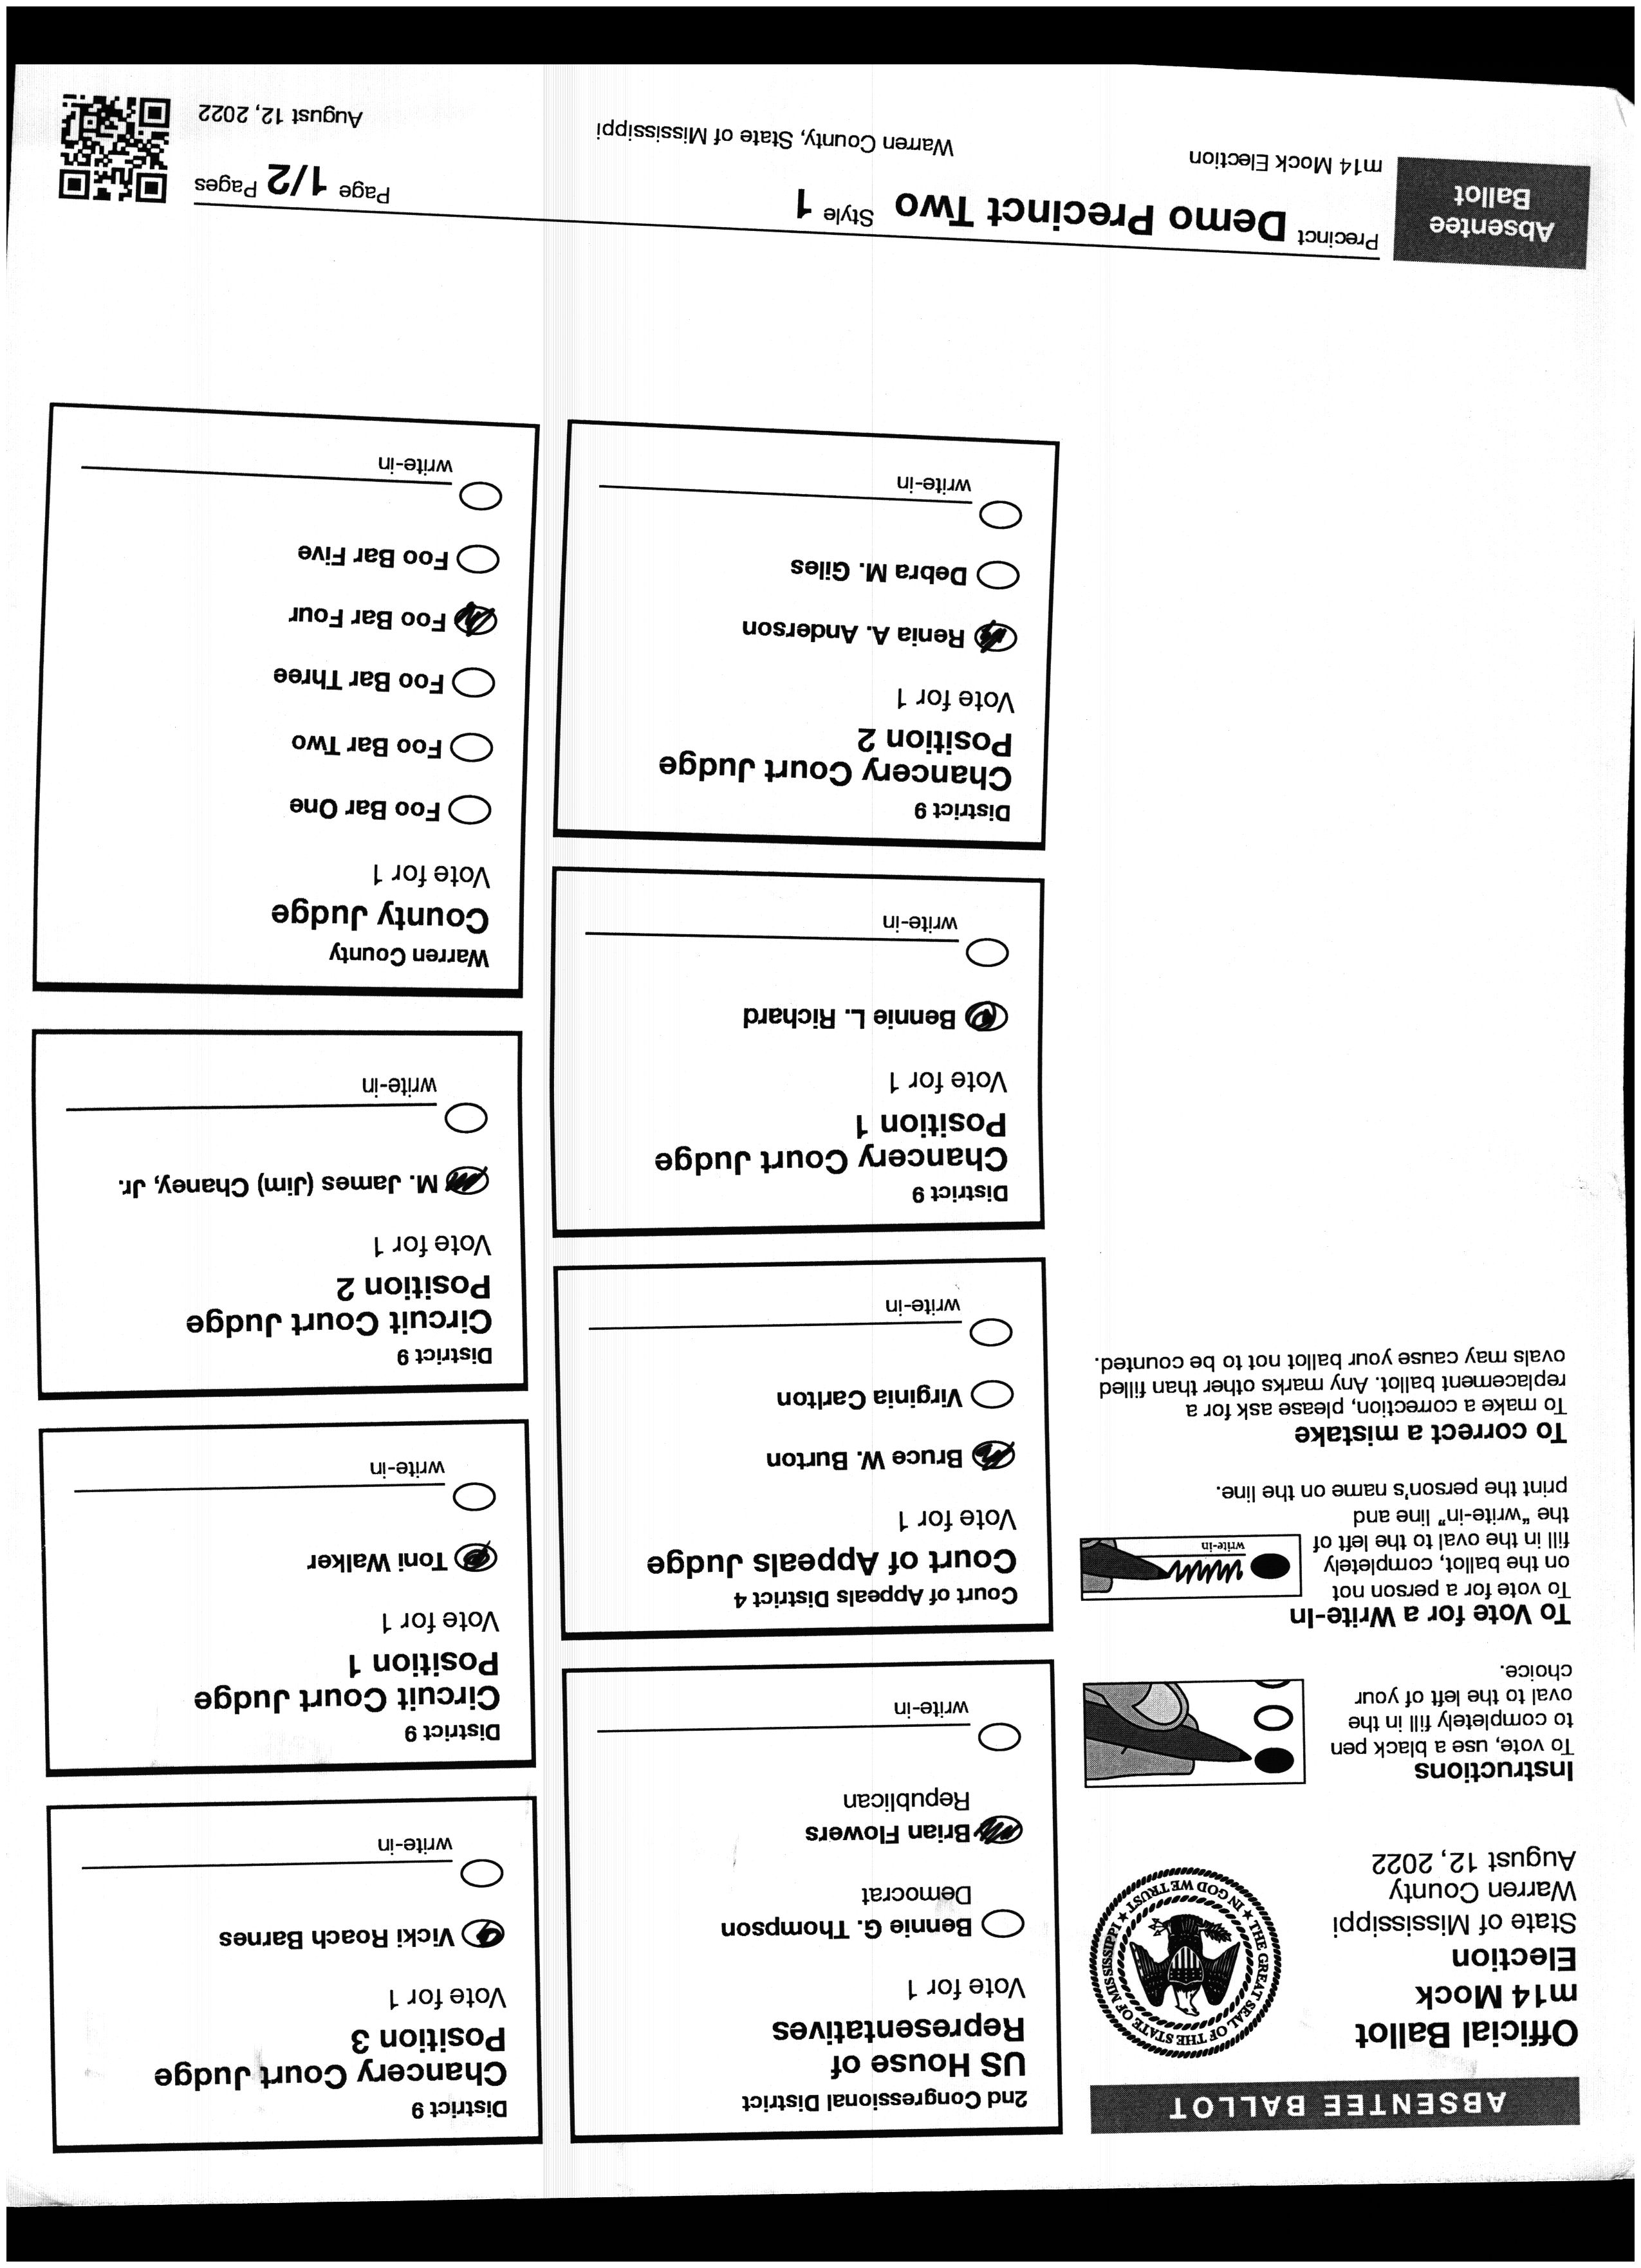 ABSENTEE BALLOT
Official Ballot
m14 Mock
Election
State of Mississippi
Warren County
August 12, 2022
THE GREAT SEAL OF THE STATE OF MISSISSIPPI
IN GOD WE TRUST
Instructions
To vote, use a black pen
to completely fill in the
oval to the left of your
choice.
To Vote for a Write-In
To vote for a person not
on the ballot, completely
fill in the oval to the left of
the "write-in" line and
print the person's name on the line.
write-in
To correct a mistake
To make a correction, please ask for a
replacement ballot. Any marks other than filled
ovals may cause your ballot not to be counted.
2nd Congressional District
US House of
Representatives
Vote for 1
Bennie G. Thompson
Democrat
Brian Flowers
Republican
write-in
Court of Appeals District 4
Court of Appeals Judge
Vote for 1
Bruce W. Burton
Virginia Carlton
write-in
District 9
Chancery Court Judge
Position 1
Vote for 1
Bennie L. Richard
write-in
District 9
Chancery Court Judge
Position 2
Vote for 1
Renia A. Anderson
Debra M. Giles
write-in
District 9
Chancery Court Judge
Position 3
Vote for 1
Vicki Roach Barnes
write-in
District 9
Circuit Court Judge
Position 1
Vote for 1
Toni Walker
write-in
District 9
Circuit Court Judge
Position 2
Vote for 1
M. James (Jim) Chaney, Jr.
write-in
Warren County
County Judge
Vote for 1
Foo Bar One
Foo Bar Two
Foo Bar Three
Foo Bar Four
Foo Bar Five
write-in
Absentee
Ballot
Precinct Demo Precinct Two Style 1
Page 1/2 Pages
m14 Mock Election
Warren County, State of Mississippi
August 12, 2022